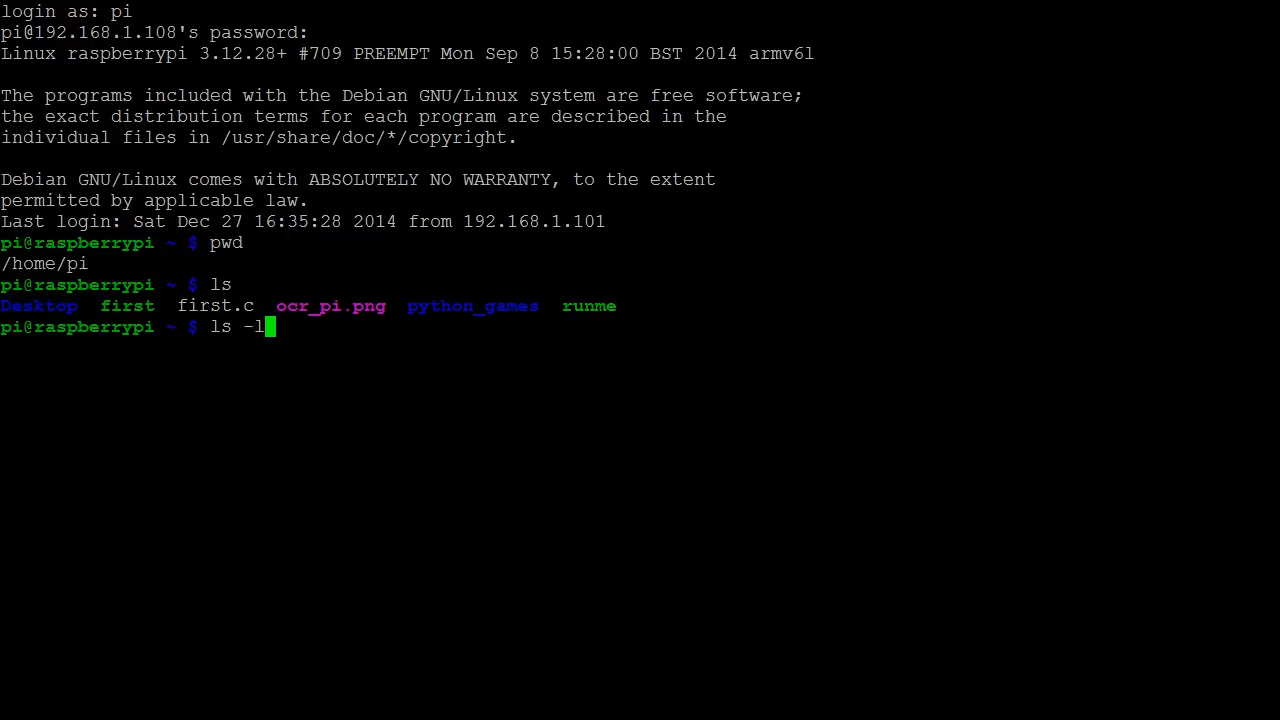 login as: pi
pi@192.168.1.108's password:
Linux raspberrypi 3.12.28+ #709 PREEMPT Mon Sep 8 15:28:00 BST 2014 armv6l
The programs included with the Debian GNU/Linux system are free software;
the exact distribution terms for each program are described in the
individual files in /usr/share/doc/*/copyright.
Debian GNU/Linux comes with ABSOLUTELY NO WARRANTY, to the extent
permitted by applicable law.
Last login: Sat Dec 27 16:35:28 2014 from 192.168.1.101
pi@raspberrypi ~ $ pwd
/home/pi
pi@raspberrypi ~ $ ls
Desktop  first  first.c  ocr_pi.png  python_games  runme
pi@raspberrypi ~ $ ls -l